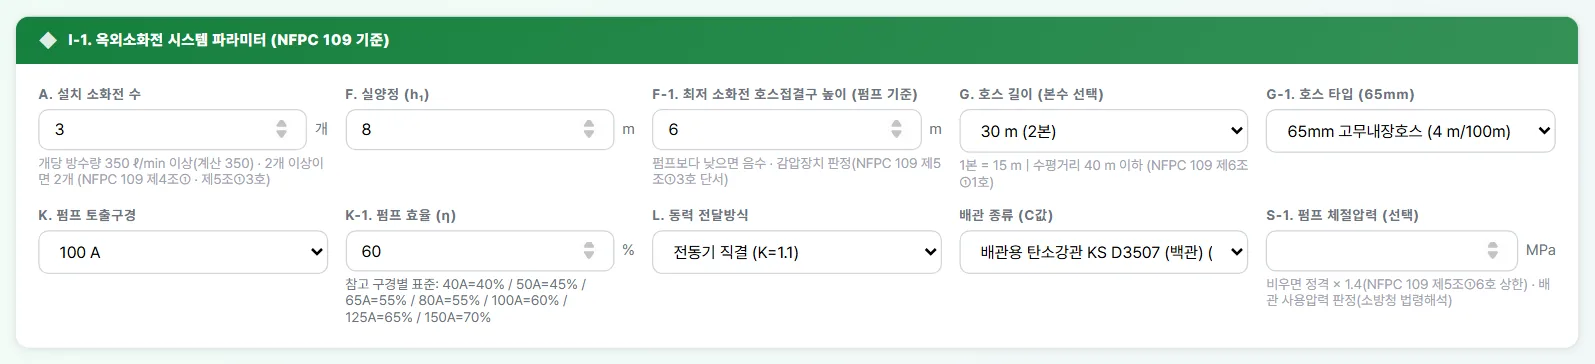 ◆ I-1. 옥외소화전 시스템 파라미터 (NFPC 109 기준)
A. 설치 소화전 수
3 개
개당 방수량 350 ℓ/min 이상(계산 350) · 2개 이상이
면 2개 (NFPC 109 제4조① · 제5조①3호)
F. 실양정 (h₁)
8 m
F-1. 최저 소화전 호스접결구 높이 (펌프 기준)
6 m
펌프보다 낮으면 음수 · 감압장치 판정(NFPC 109 제5
조①3호 단서)
G. 호스 길이 (본수 선택)
30 m (2본)
1본 = 15 m | 수평거리 40 m 이하 (NFPC 109 제6조
①1호)
G-1. 호스 타입 (65mm)
65mm 고무내장호스 (4 m/100m)
K. 펌프 토출구경
100 A
K-1. 펌프 효율 (η)
60 %
참고 구경별 표준: 40A=40% / 50A=45% /
65A=55% / 80A=55% / 100A=60% /
125A=65% / 150A=70%
L. 동력 전달방식
전동기 직결 (K=1.1)
배관 종류 (C값)
배관용 탄소강관 KS D3507 (백관) (
S-1. 펌프 체절압력 (선택)
MPa
비우면 정격 × 1.4(NFPC 109 제5조①6호 상한) · 배
관 사용압력 판정(소방청 법령해석)